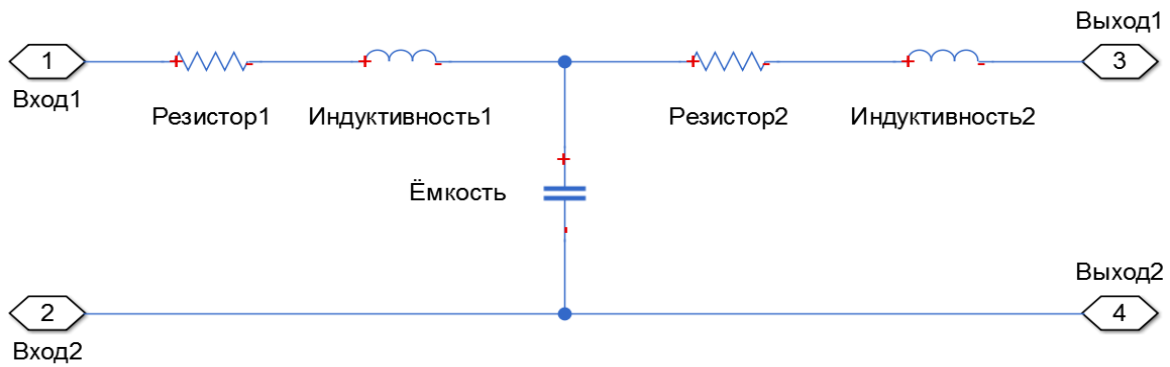 Выход1
1
3
Вход1
Резистор1
Индуктивность1
Резистор2
Индуктивность2
+
-
+
-
+
-
+
-
+
Ёмкость
-
Выход2
2
4
Вход2